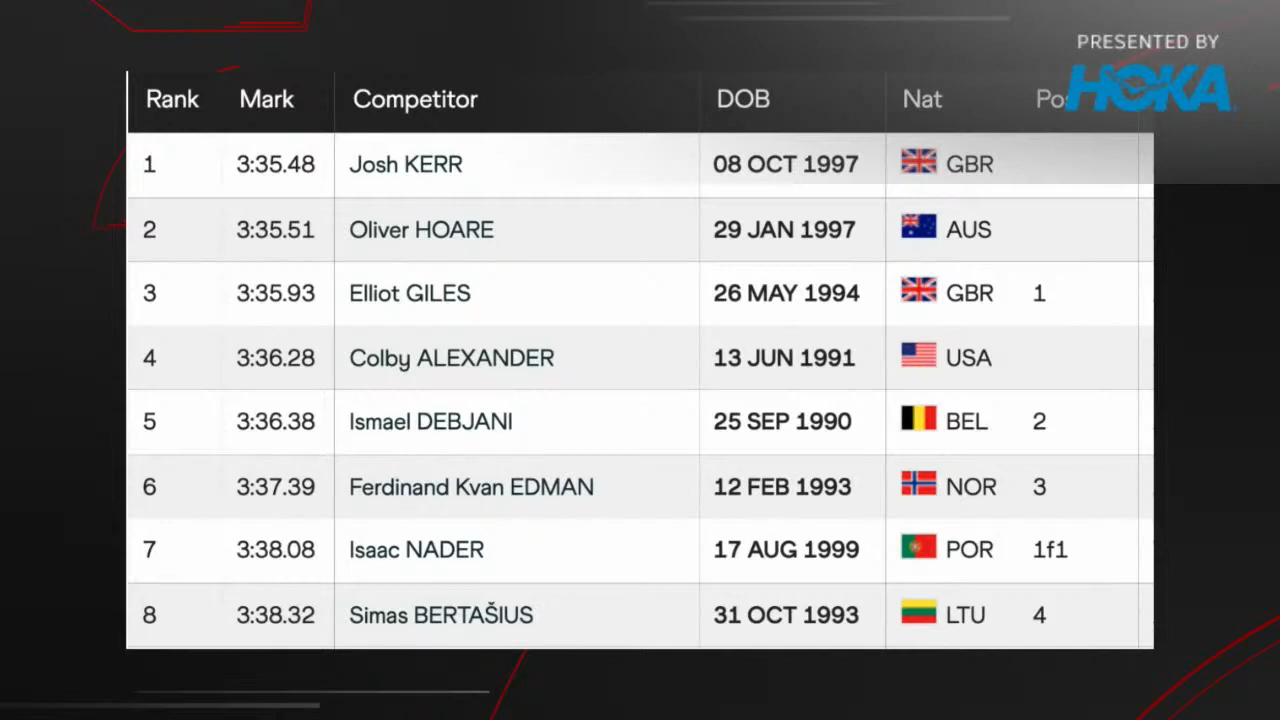 PRESENTED BY
HOKA
Rank Mark Competitor DOB Nat Pos
1 3:35.48 Josh KERR 08 OCT 1997 GBR
2 3:35.51 Oliver HOARE 29 JAN 1997 AUS
3 3:35.93 Elliot GILES 26 MAY 1994 GBR 1
4 3:36.28 Colby ALEXANDER 13 JUN 1991 USA
5 3:36.38 Ismael DEBJANI 25 SEP 1990 BEL 2
6 3:37.39 Ferdinand Kvan EDMAN 12 FEB 1993 NOR 3
7 3:38.08 Isaac NADER 17 AUG 1999 POR 1f1
8 3:38.32 Simas BERTAŠIUS 31 OCT 1993 LTU 4